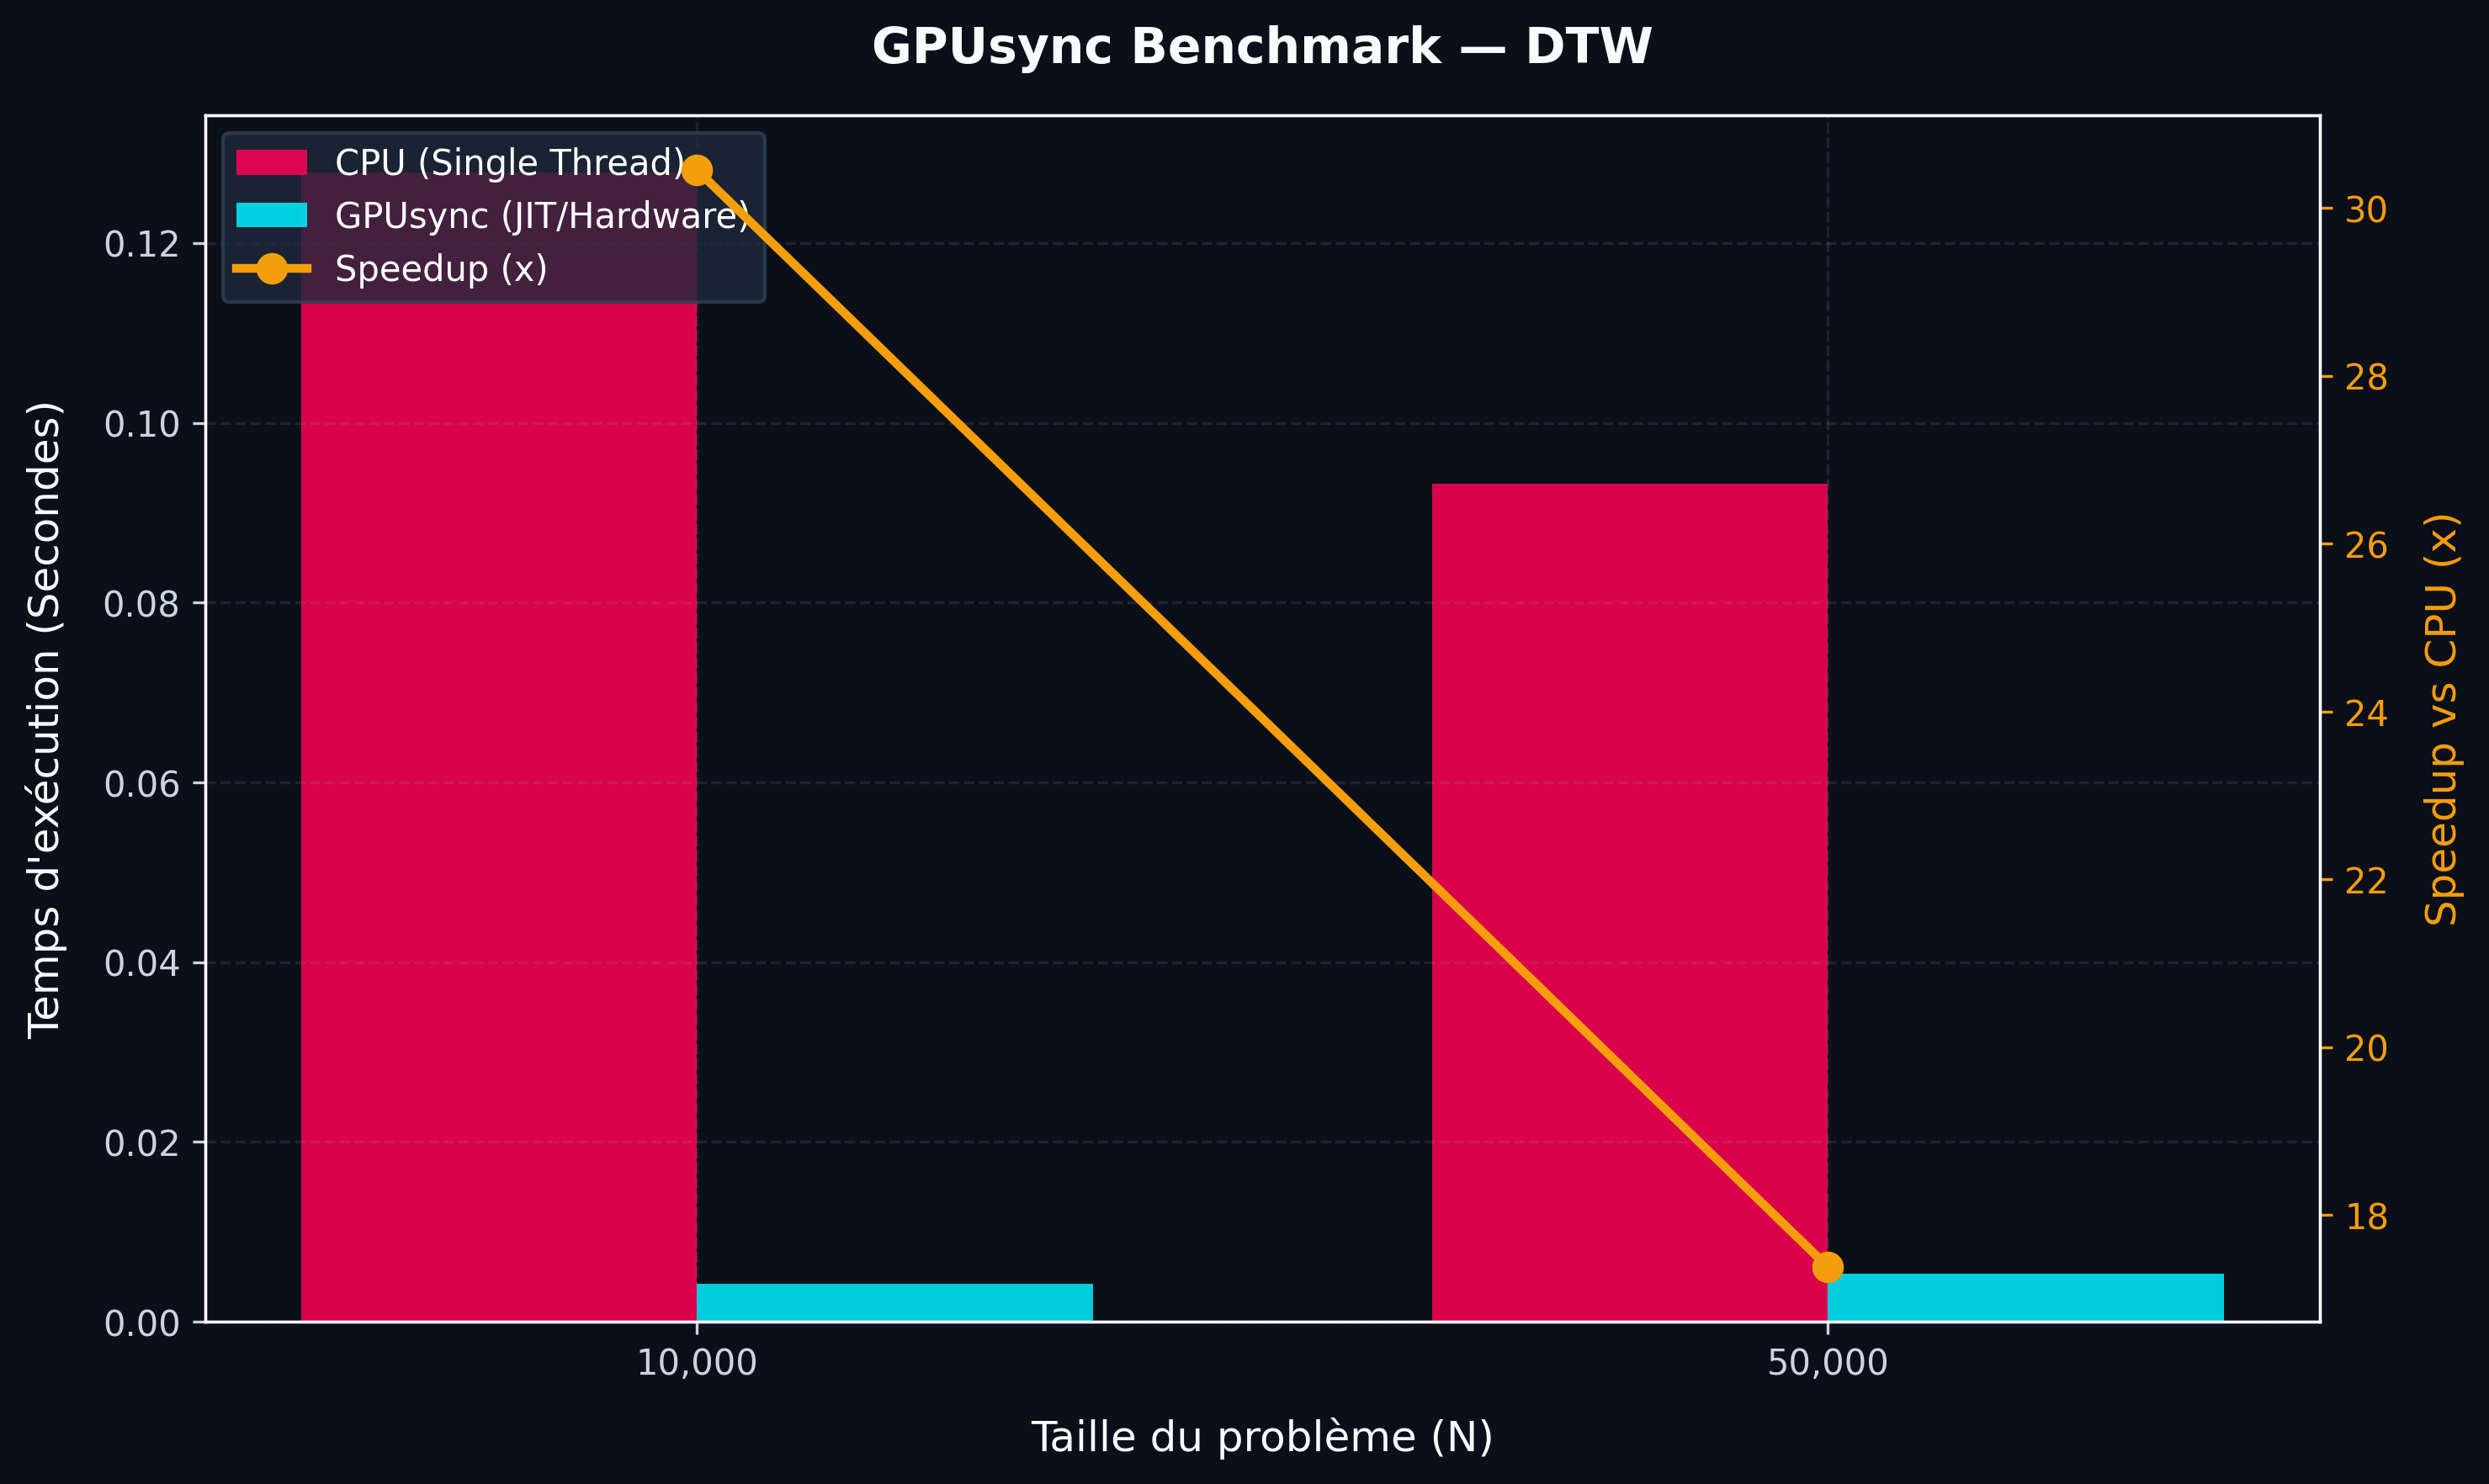 GPUsync Benchmark — DTW
CPU (Single Thread)
GPUsync (JIT/Hardware)
Speedup (x)
Temps d'exécution (Secondes)
0.12
0.10
0.08
0.06
0.04
0.02
0.00
30
28
26
24
22
20
18
Speedup vs CPU (x)
10,000
50,000
Taille du problème (N)